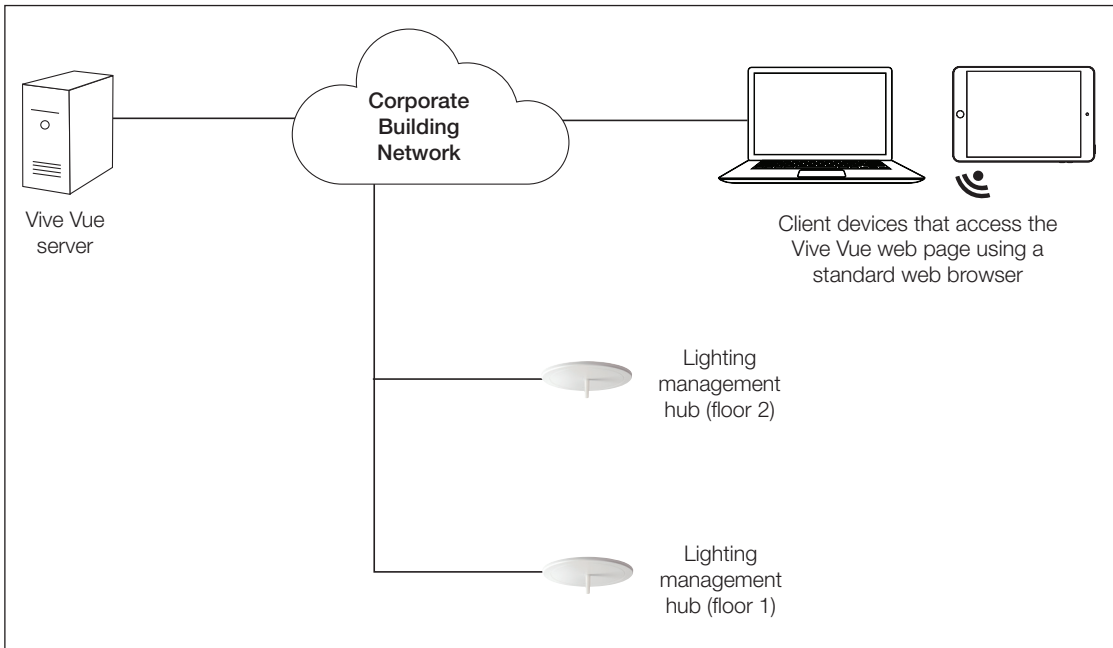 Corporate
Building
Network
Vive Vue
server
Client devices that access the
Vive Vue web page using a
standard web browser
Lighting
management
hub (floor 2)
Lighting
management
hub (floor 1)